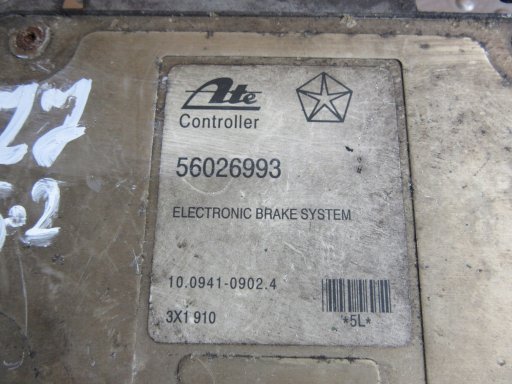 Ate
Controller
56026993
ELECTRONIC BRAKE SYSTEM
10.0941-0902.4
3X1 910
*5L*